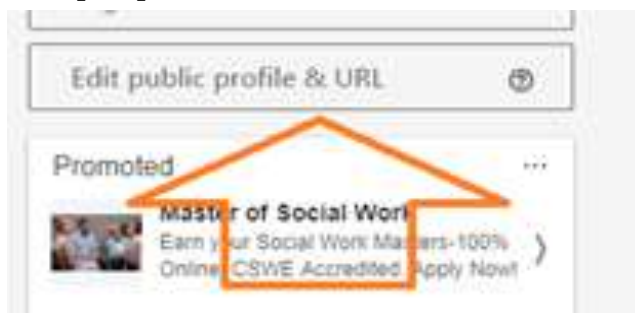 Edit public profile & URL
Promoted
Master of Social Work
Earn your Social Work Masters-100%
Online. CSWE Accredited. Apply Now!